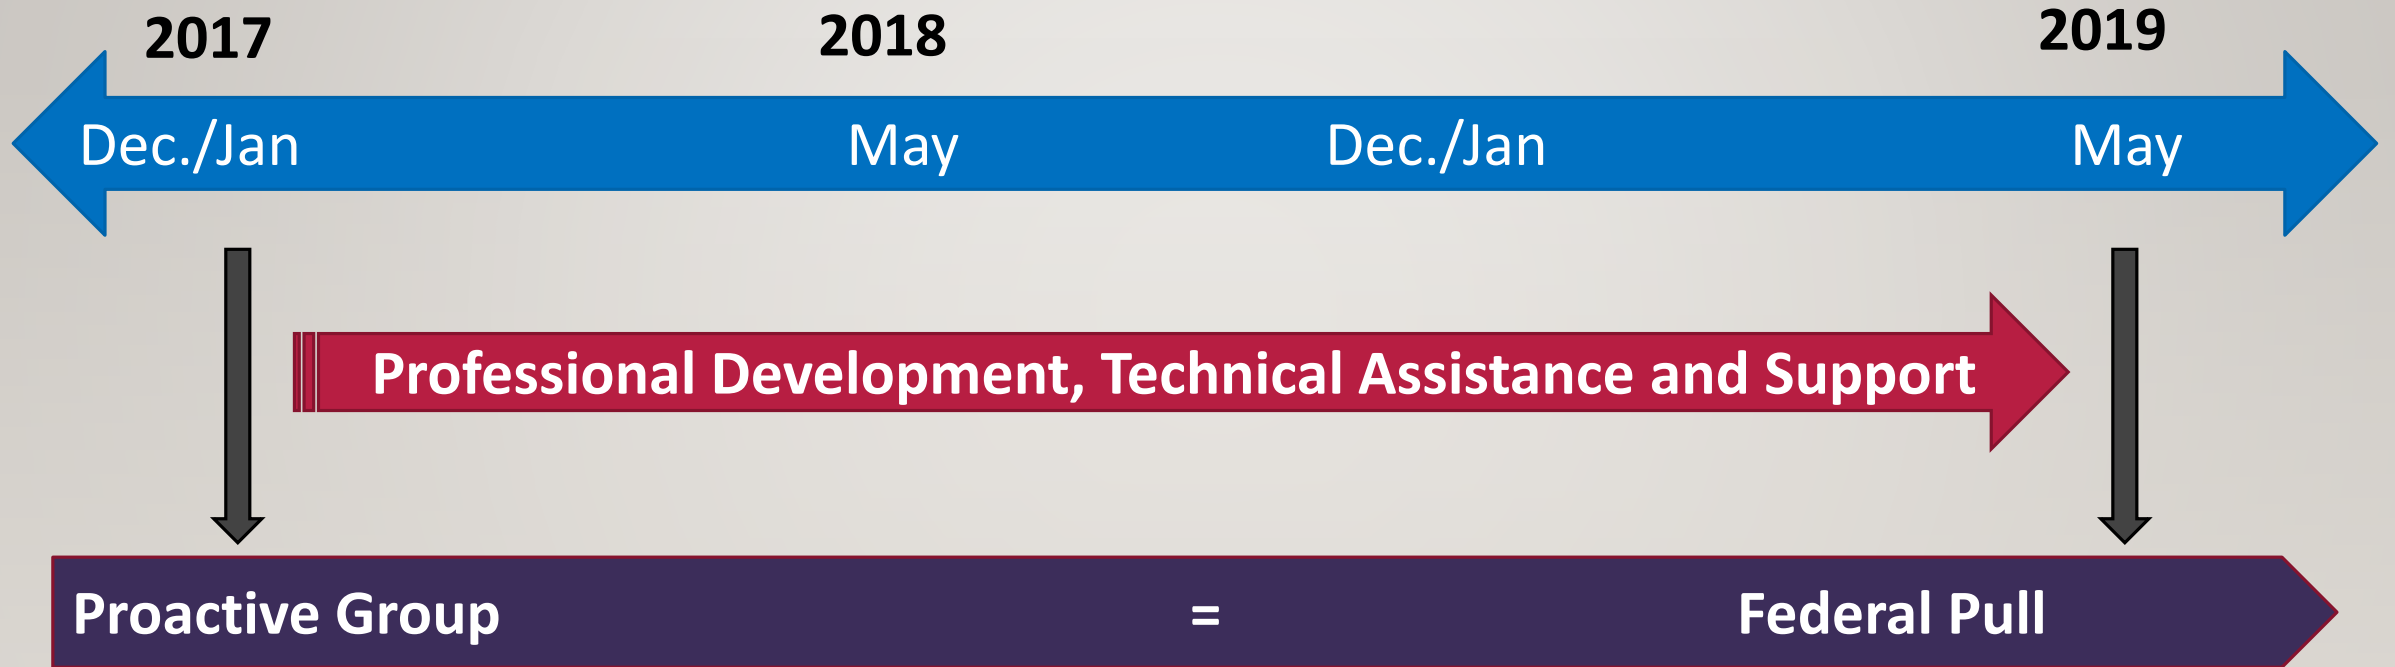 2017 2018 2019
Dec./Jan May Dec./Jan May
Professional Development, Technical Assistance and Support
Proactive Group = Federal Pull